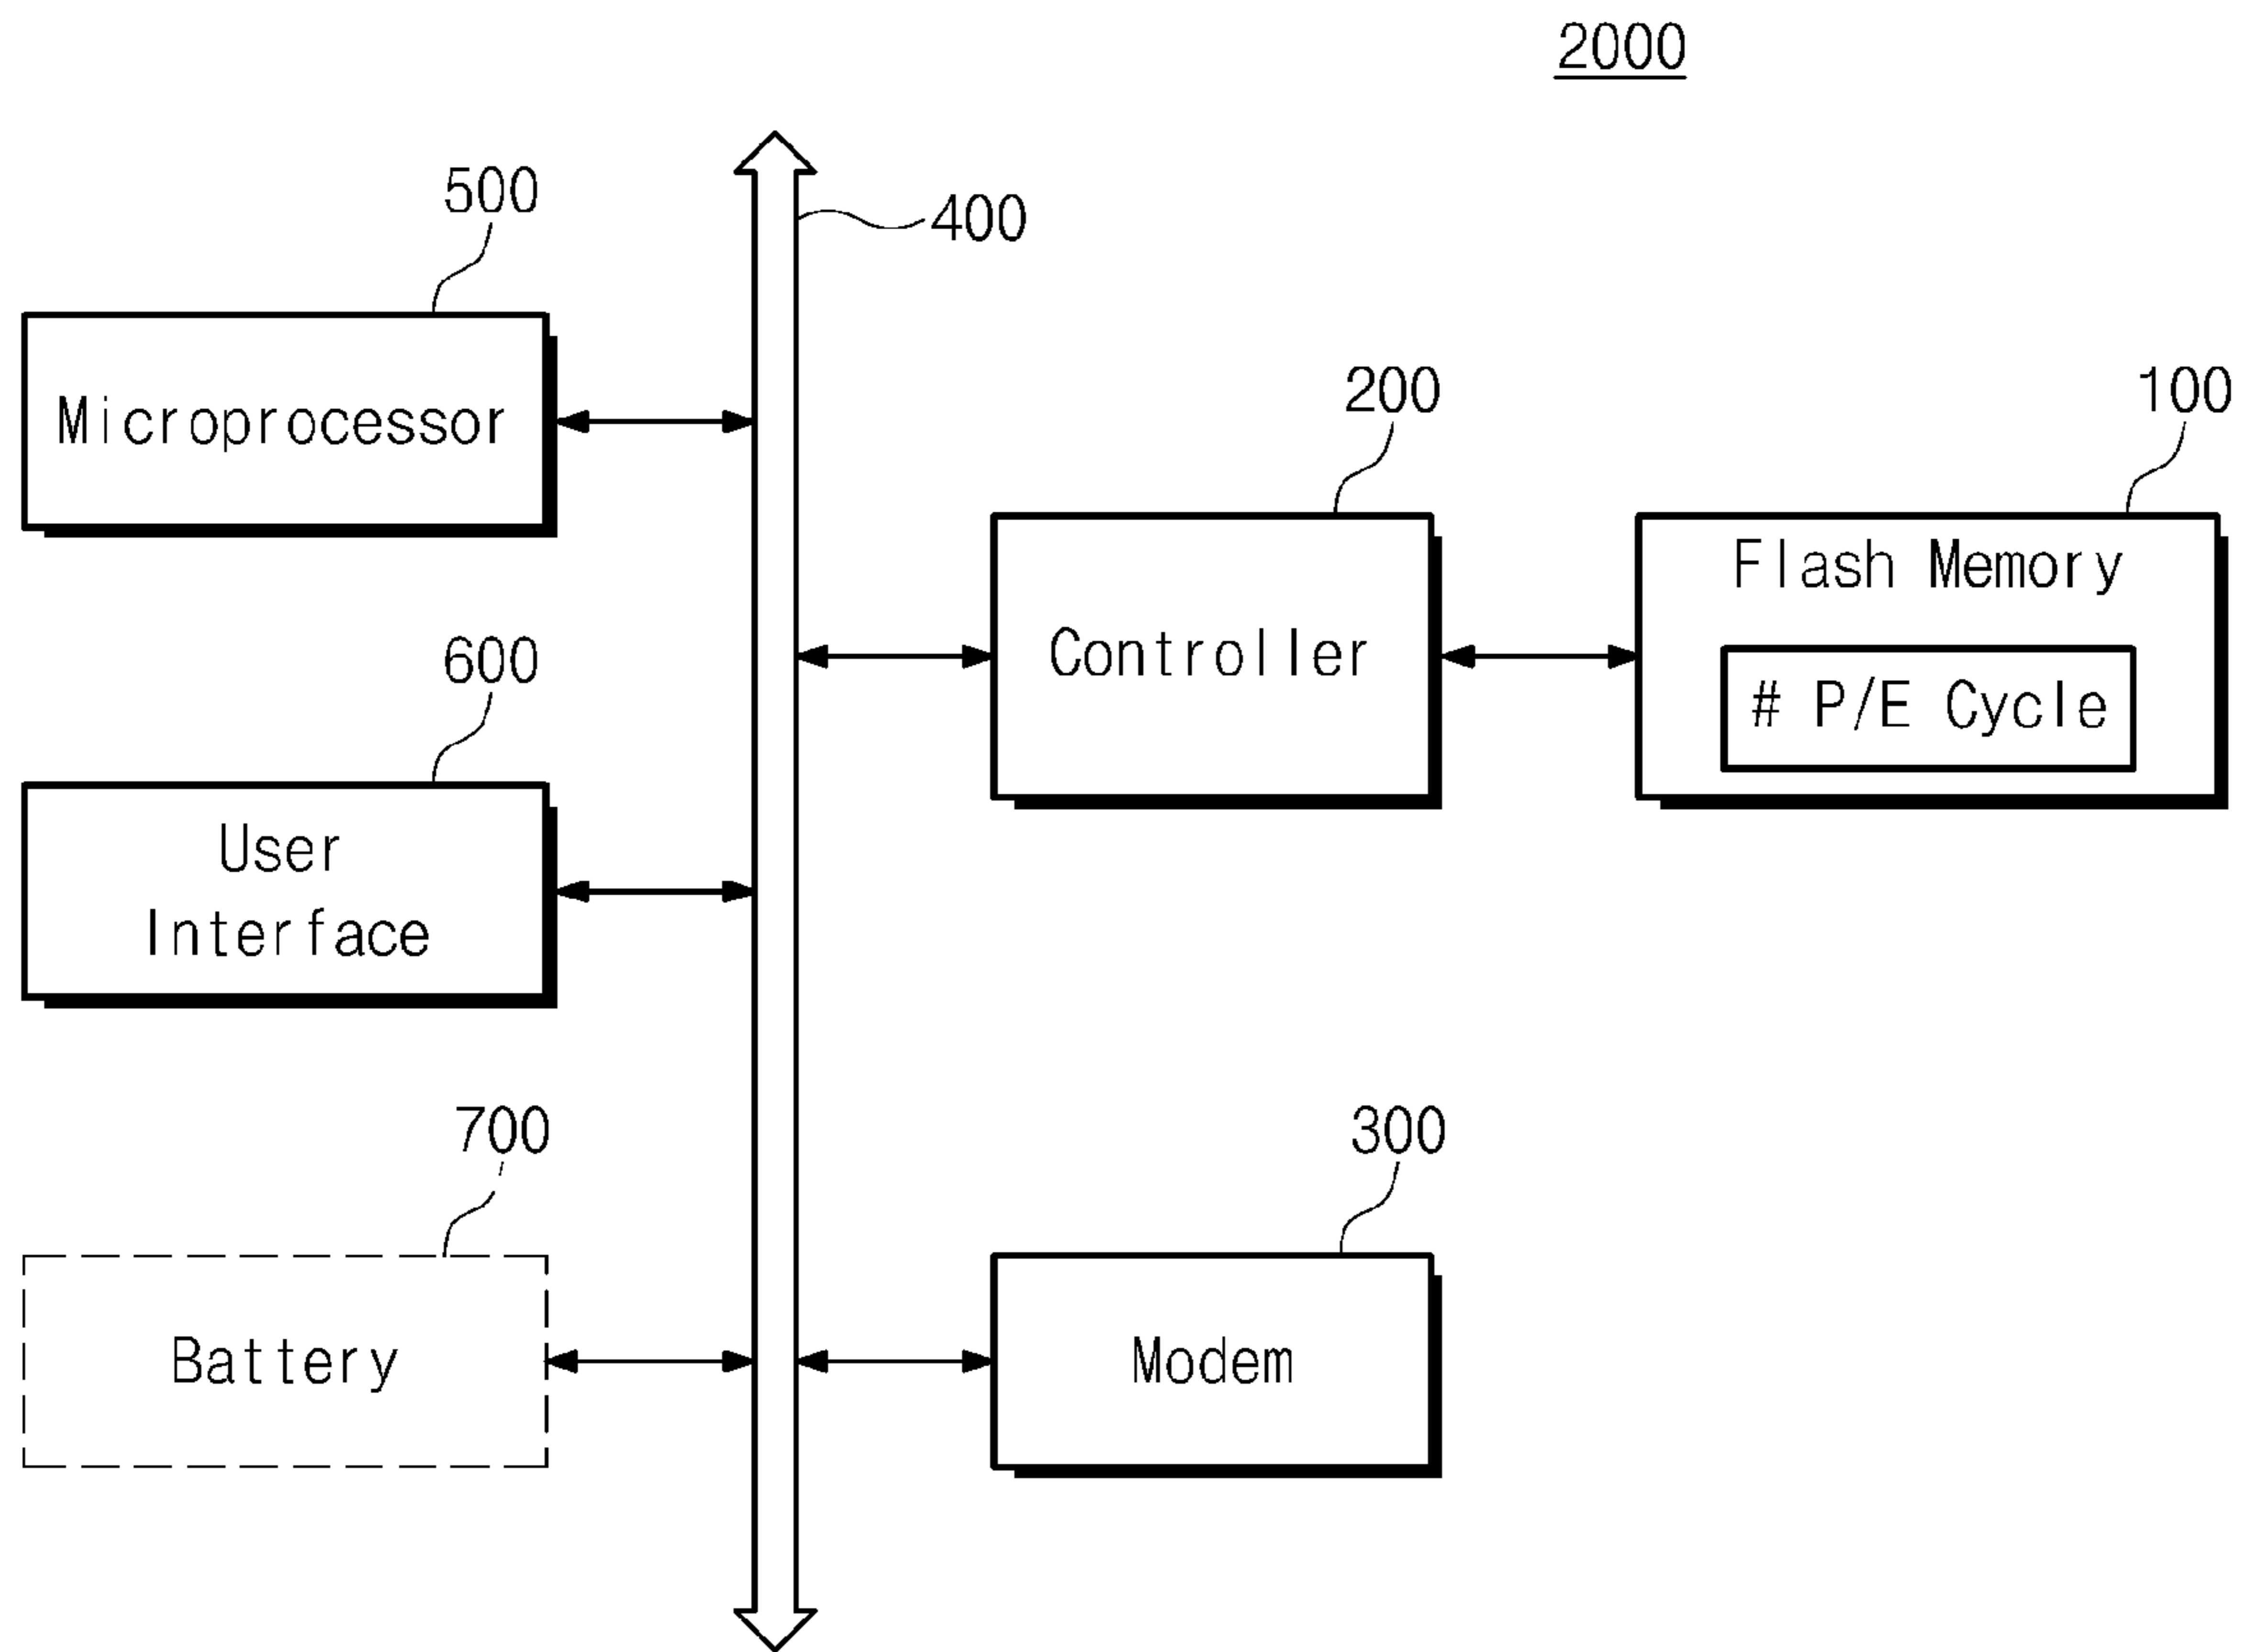 2000
500
400
Microprocessor
200
100
Controller
Flash Memory
# P/E Cycle
600
User
Interface
700
300
Battery
Modem